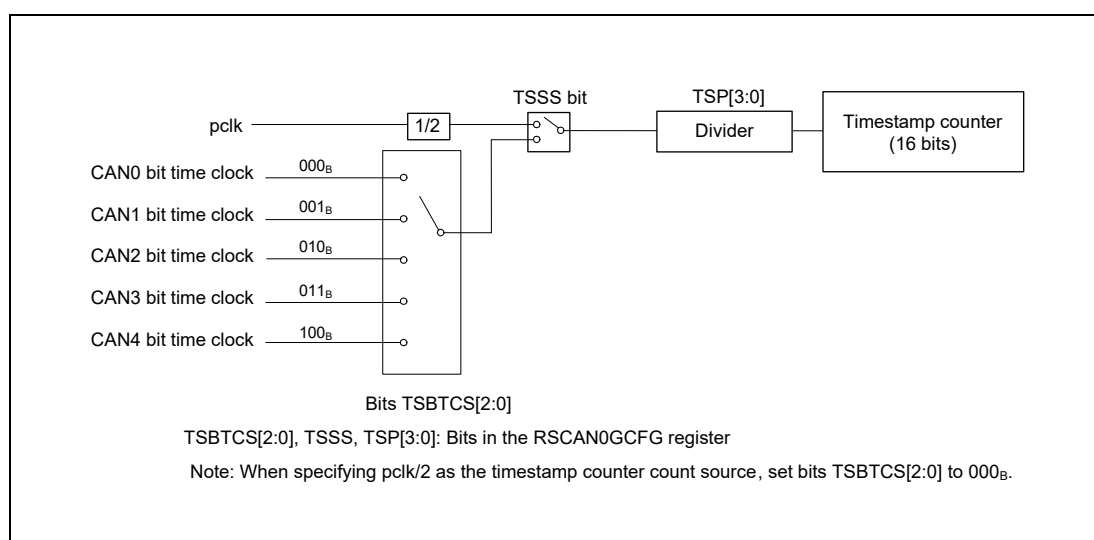 TSSS bit
TSP[3:0]
pclk
1/2
Divider
Timestamp counter
(16 bits)
CAN0 bit time clock
000B
CAN1 bit time clock
001B
CAN2 bit time clock
010B
CAN3 bit time clock
011B
CAN4 bit time clock
100B
Bits TSBTCS[2:0]
TSBTCS[2:0], TSSS, TSP[3:0]: Bits in the RSCAN0GCFG register
Note: When specifying pclk/2 as the timestamp counter count source, set bits TSBTCS[2:0] to 000B.